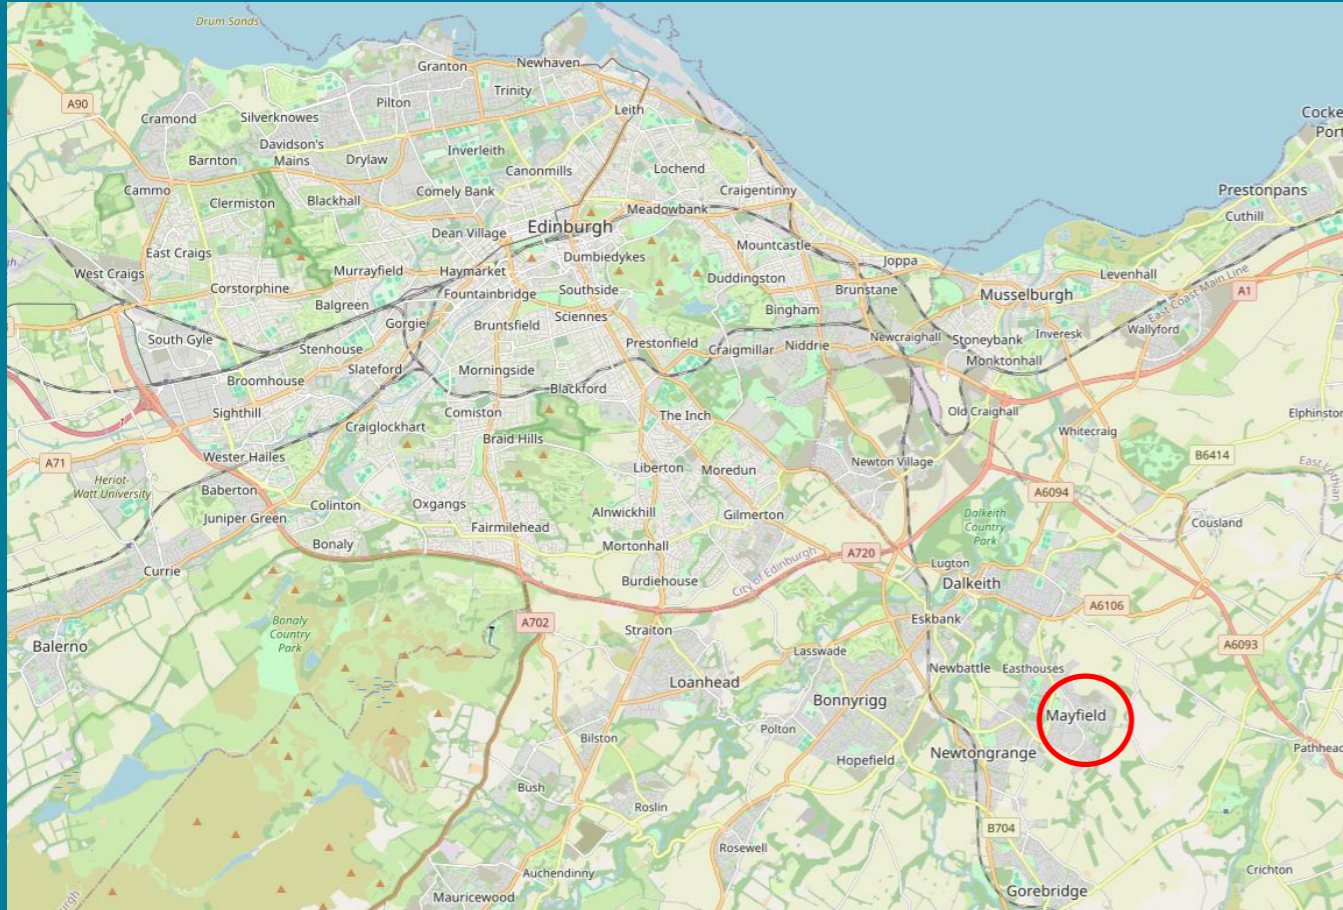 Drum Sands
Granton
Newhaven
A90
Pilton
Trinity
Leith
Cramond
Silverknowes
Cocke
Port
Davidson's
Mains
Drylaw
Inverleith
Barnton
Canonmills
Lochend
Cammo
Clermiston
Blackhall
Comely Bank
Craigentinny
Prestonpans
Meadowbank
Cuthill
Edinburgh
Dean Village
East Craigs
Dumbiedykes
Mountcastle
Joppa
West Craigs
Murrayfield
Haymarket
Duddingston
Levenhall
Corstorphine
Balgreen
Fountainbridge
Southside
Brunstane
Musselburgh
East Coast Main Line
A1
Gorgie
Bruntsfield
Sciennes
Bingham
Wallyford
South Gyle
Stenhouse
Prestonfield
Craigmillar
Niddrie
Newcraighall
Stoneybank
Inveresk
Slateford
Morningside
Monktonhall
Broomhouse
Blackford
Sighthill
Comiston
The Inch
Old Craighall
Elphinston
Craiglockhart
Braid Hills
Whitecraig
Wester Hailes
A71
Liberton
Moredun
Newton Village
B6414
Heriot-
Watt University
Baberton
A6094
East Lothian
Juniper Green
Colinton
Oxgangs
Alnwickhill
Gilmerton
Dalkeith
Country
Park
Cousland
Fairmilehead
Bonaly
Mortonhall
A720
Lugton
Currie
Burdiehouse
City of Edinburgh
Dalkeith
A6106
Bonaly
Country
Park
A702
Straiton
Eskbank
Balerno
Lasswade
A6093
Newbattle
Easthouses
Loanhead
Bonnyrigg
Mayfield
Bilston
Polton
Newtongrange
Pathhead
Hopefield
Bush
Roslin
B704
Rosewell
Auchendinny
Crichton
Mauricewood
Gorebridge